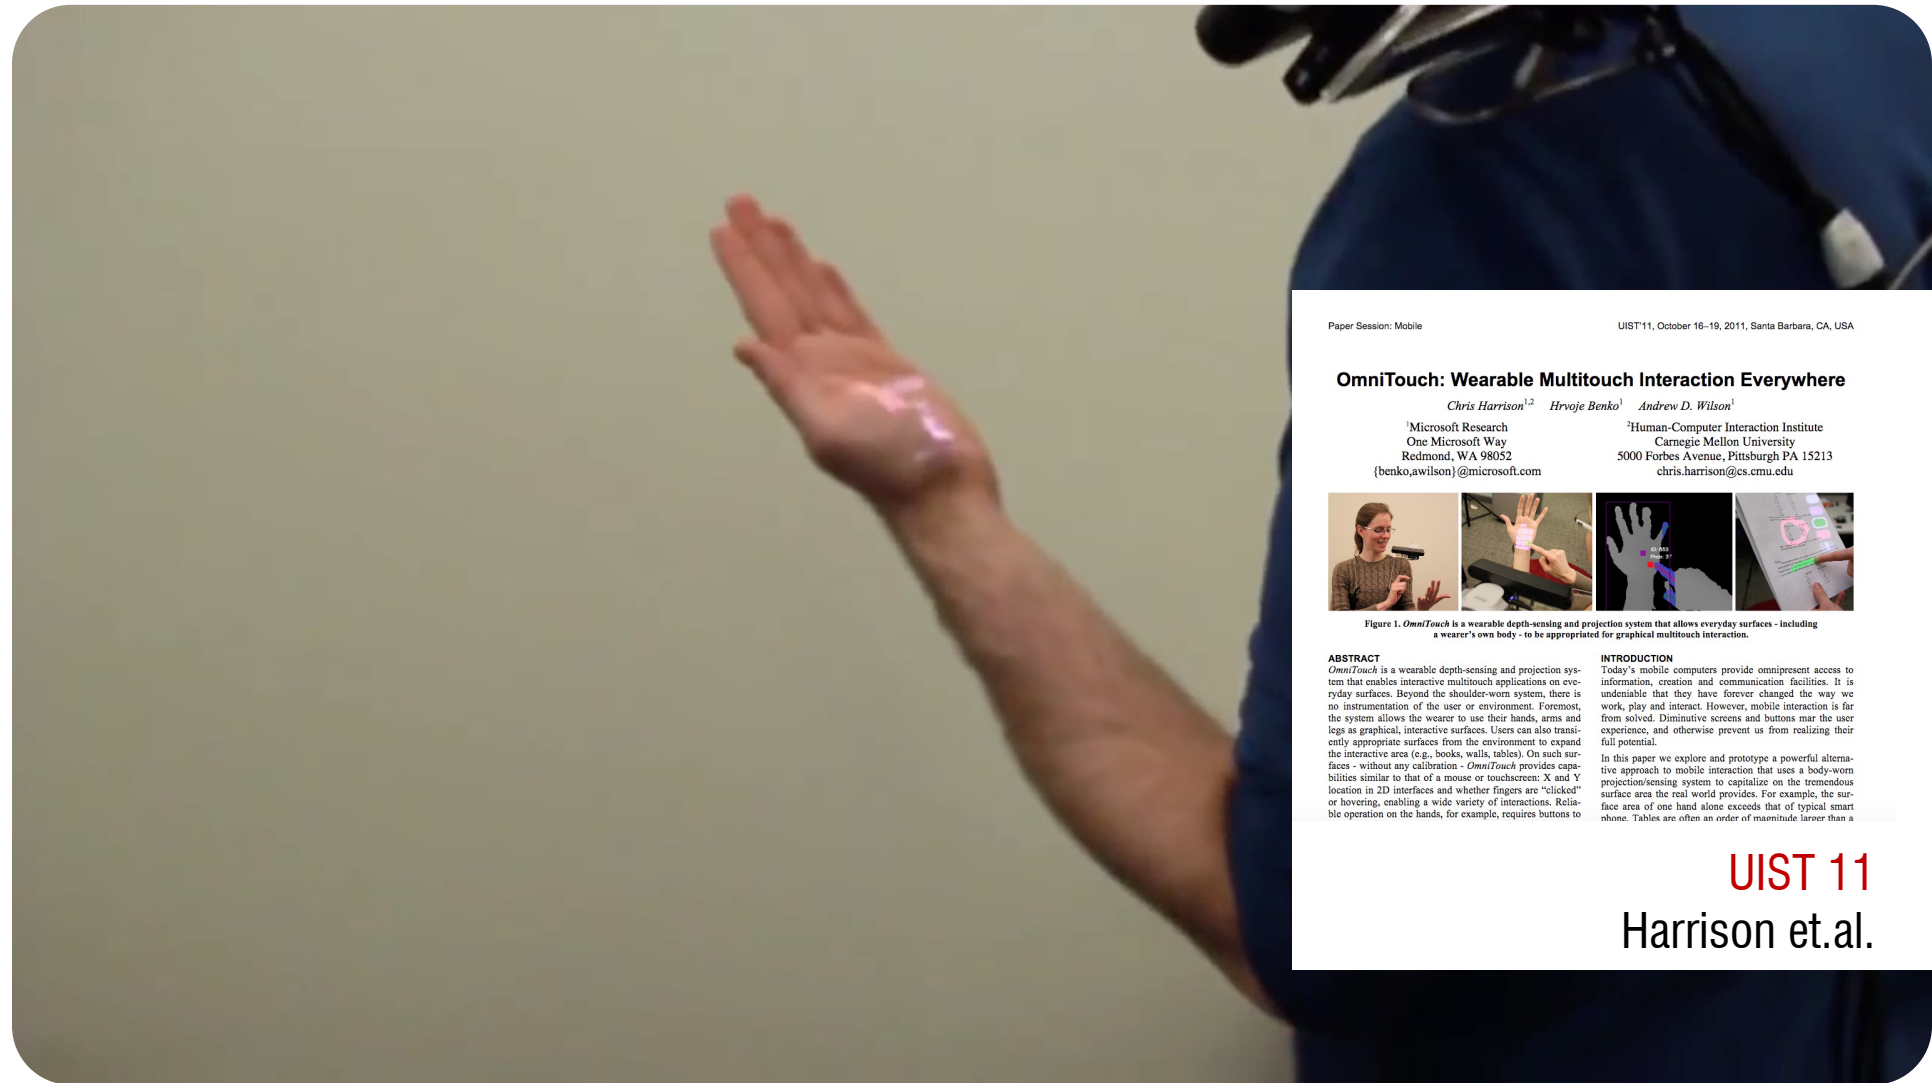 Paper Session: Mobile
UIST'11, October 16–19, 2011, Santa Barbara, CA, USA
OmniTouch: Wearable Multitouch Interaction Everywhere
Chris Harrison1,2 Hrvoje Benko1 Andrew D. Wilson1
1Microsoft Research
One Microsoft Way
Redmond, WA 98052
{benko,awilson}@microsoft.com
2Human-Computer Interaction Institute
Carnegie Mellon University
5000 Forbes Avenue, Pittsburgh PA 15213
chris.harrison@cs.cmu.edu
Figure 1. OmniTouch is a wearable depth-sensing and projection system that allows everyday surfaces - including
a wearer's own body - to be appropriated for graphical multitouch interaction.
ABSTRACT
OmniTouch is a wearable depth-sensing and projection sys-
tem that enables interactive multitouch applications on eve-
ryday surfaces. Beyond the shoulder-worn system, there is
no instrumentation of the user or environment. Foremost,
the system allows the wearer to use their hands, arms and
legs as graphical, interactive surfaces. Users can also transi-
ently appropriate surfaces from the environment to expand
the interactive area (e.g., books, walls, tables). On such sur-
faces - without any calibration - OmniTouch provides capa-
bilities similar to that of a mouse or touchscreen: X and Y
location in 2D interfaces and whether fingers are “clicked”
or hovering, enabling a wide variety of interactions. Relia-
ble operation on the hands, for example, requires buttons to
INTRODUCTION
Today's mobile computers provide omnipresent access to
information, creation and communication facilities. It is
undeniable that they have forever changed the way we
work, play and interact. However, mobile interaction is far
from solved. Diminutive screens and buttons mar the user
experience, and otherwise prevent us from realizing their
full potential.
In this paper we explore and prototype a powerful alterna-
tive approach to mobile interaction that uses a body-worn
projection/sensing system to capitalize on the tremendous
surface area the real world provides. For example, the sur-
face area of one hand alone exceeds that of typical smart
phone. Tables are often an order of magnitude larger than a
UIST 11
Harrison et.al.